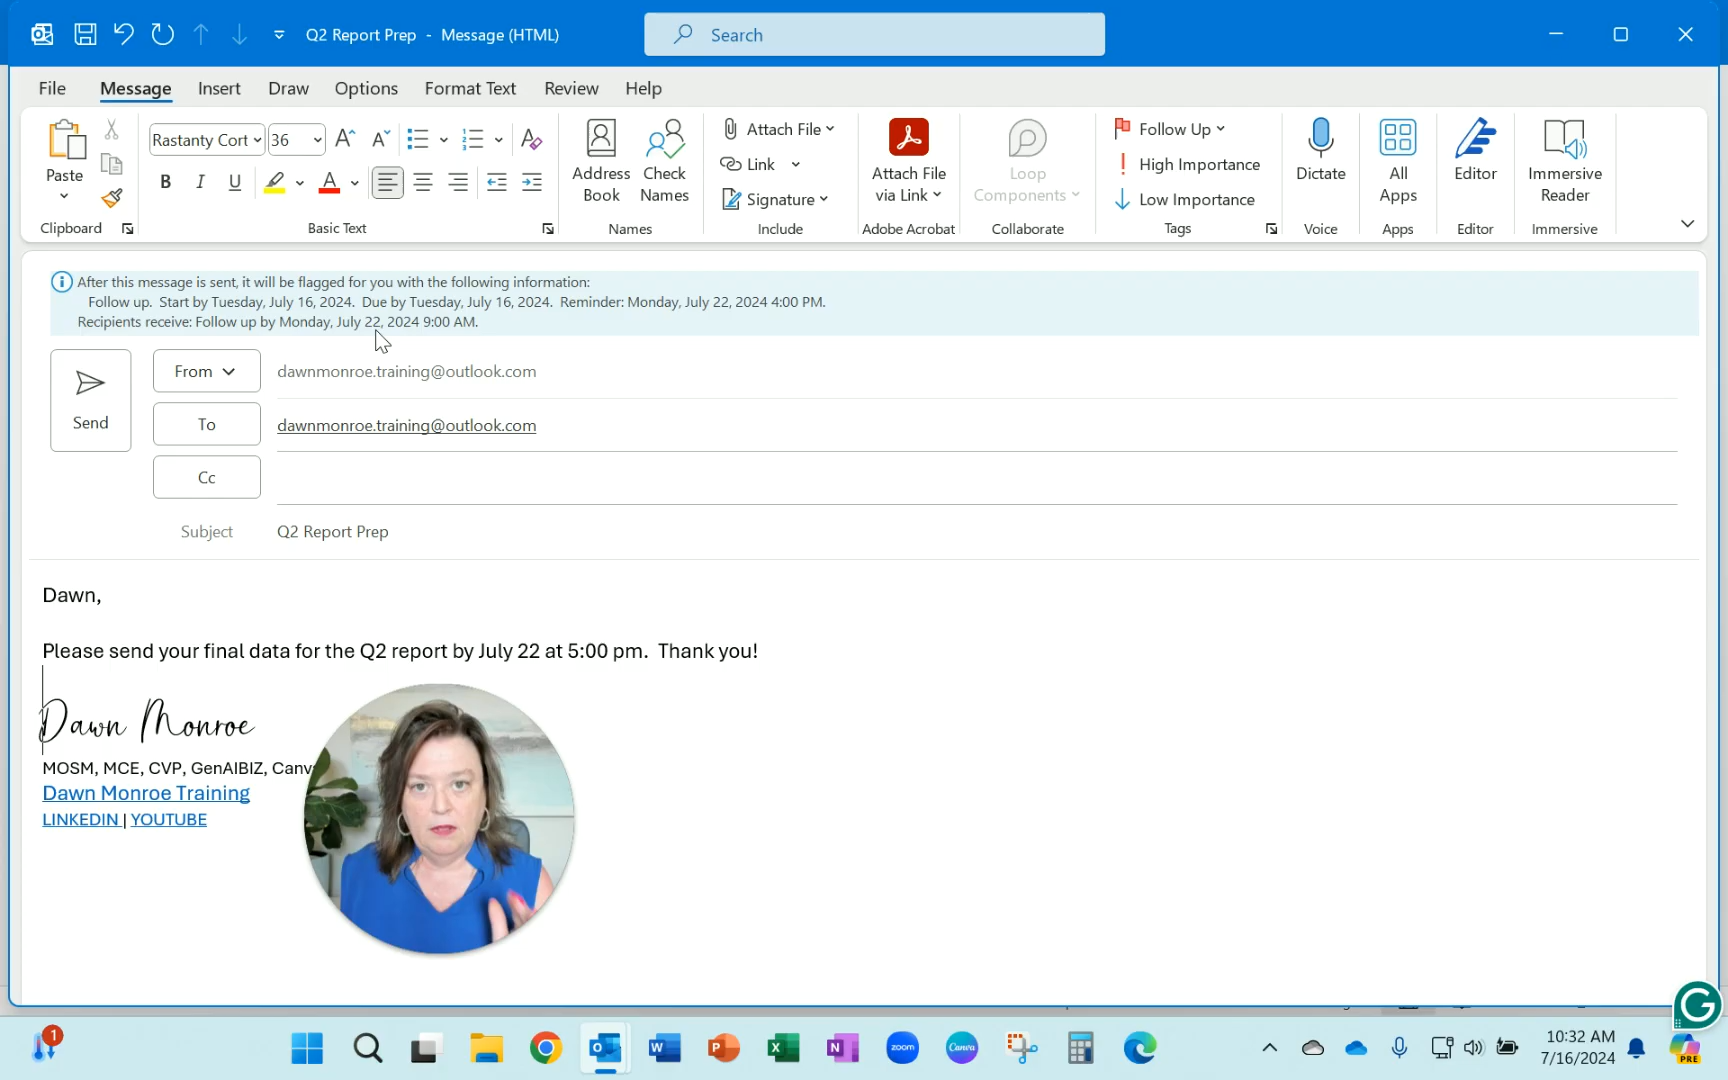 Q2 Report Prep - Message (HTML)
Search
File Message Insert Draw Options Format Text Review Help
Paste
Clipboard
Rastanty Cort 36
B I U A
Basic Text
Address Book
Check Names
Names
Attach File
Link
Signature
Include
Attach File via Link
Adobe Acrobat
Loop Components
Collaborate
Follow Up
High Importance
Low Importance
Tags
Dictate
Voice
All Apps
Apps
Editor
Editor
Immersive Reader
Immersive
After this message is sent, it will be flagged for you with the following information:
Follow up. Start by Tuesday, July 16, 2024. Due by Tuesday, July 16, 2024. Reminder: Monday, July 22, 2024 4:00 PM.
Recipients receive: Follow up by Monday, July 22, 2024 9:00 AM.
Send
From dawnmonroe.training@outlook.com
To dawnmonroe.training@outlook.com
Cc
Subject Q2 Report Prep
Dawn,
Please send your final data for the Q2 report by July 22 at 5:00 pm. Thank you!
Dawn Monroe
MOSM, MCE, CVP, GenAIBIZ, Canv
Dawn Monroe Training
LINKEDIN | YOUTUBE
1
zoom
Canva
10:32 AM
7/16/2024
PRE